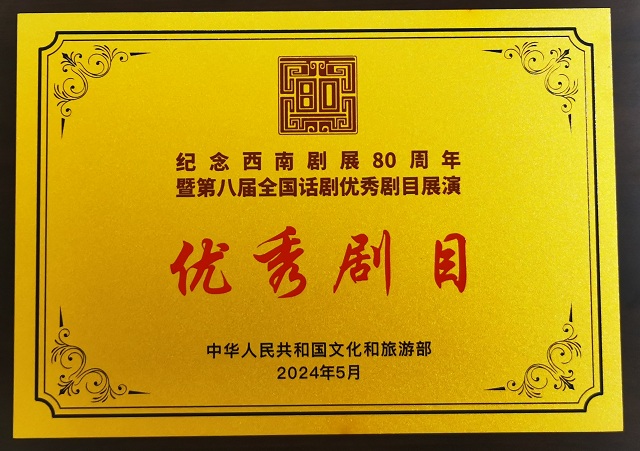 80
纪念西南剧展80周年
暨第八届全国话剧优秀剧目展演
优秀剧目
中华人民共和国文化和旅游部
2024年5月